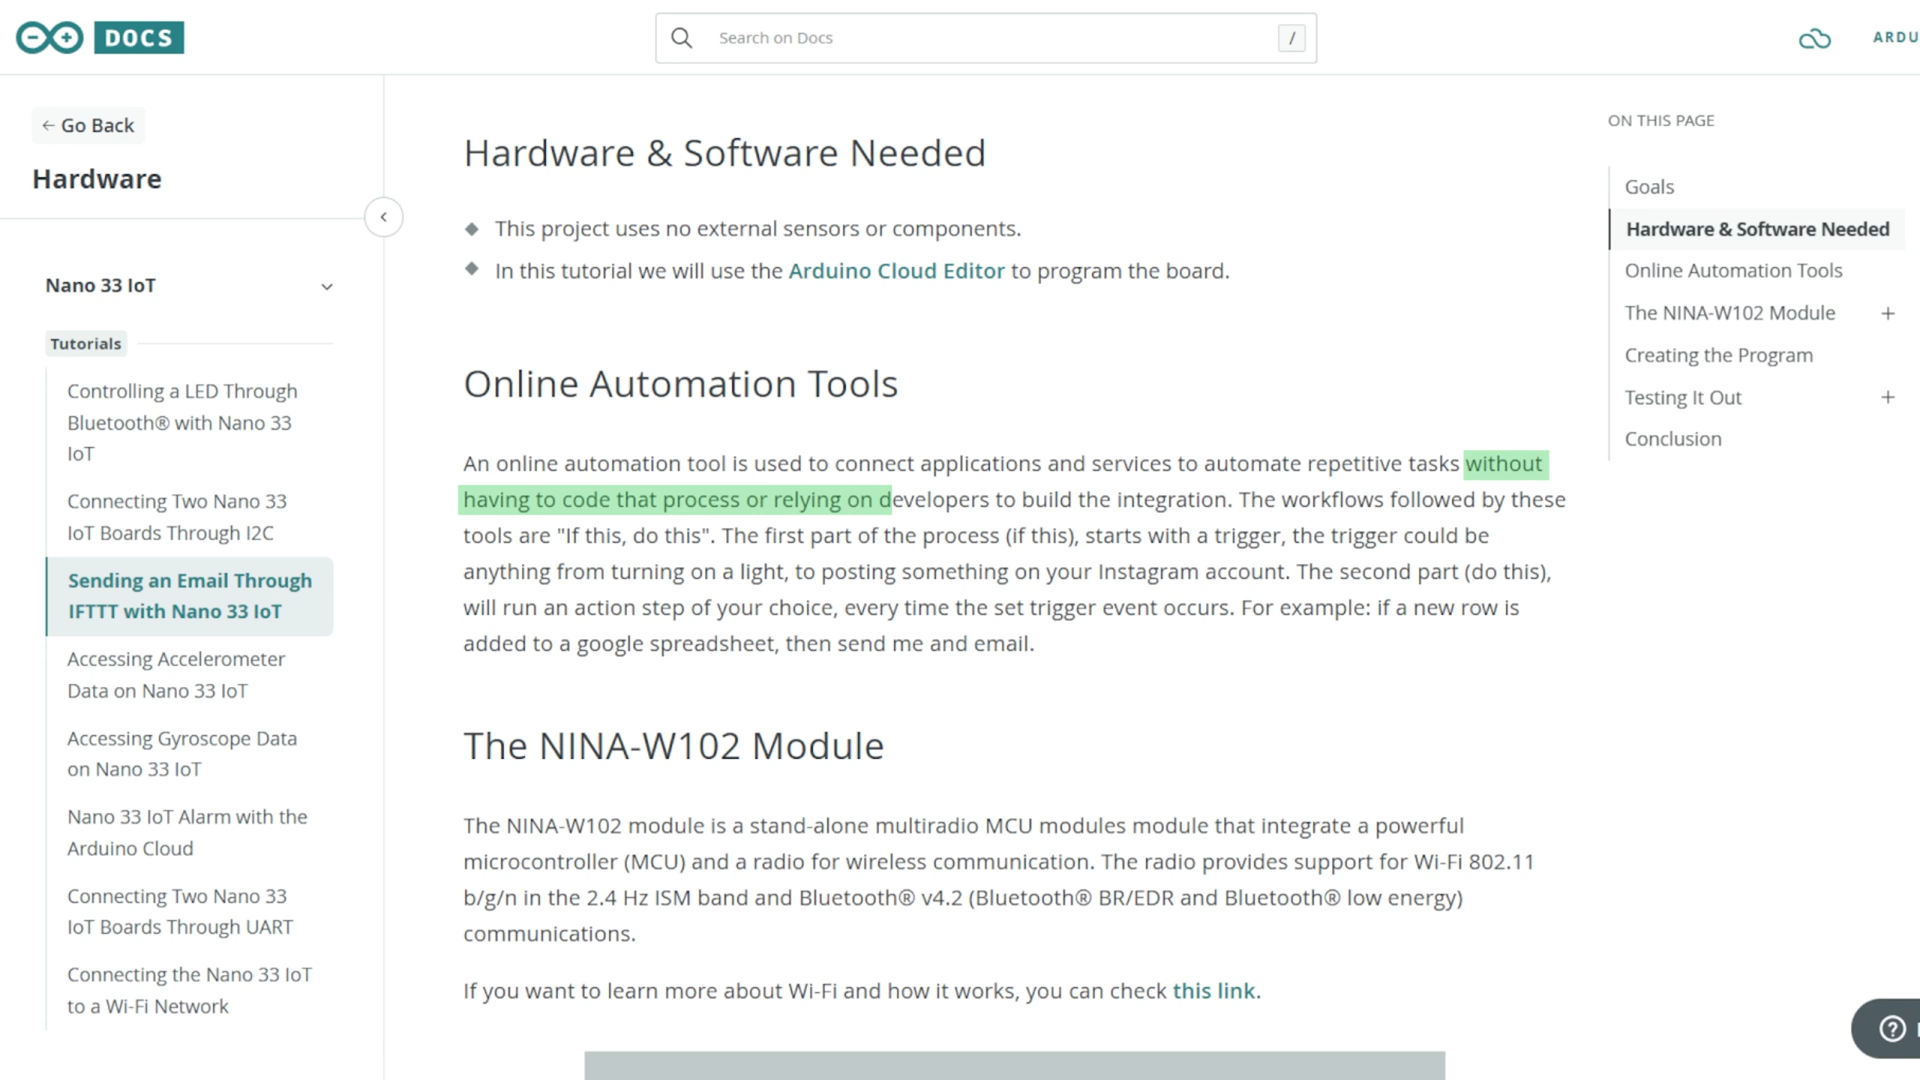 DOCS
Search on Docs
/
ARDU
← Go Back
Hardware
Nano 33 IoT
Tutorials
Controlling a LED Through
Bluetooth® with Nano 33
IoT
Connecting Two Nano 33
IoT Boards Through I2C
Sending an Email Through
IFTTT with Nano 33 IoT
Accessing Accelerometer
Data on Nano 33 IoT
Accessing Gyroscope Data
on Nano 33 IoT
Nano 33 IoT Alarm with the
Arduino Cloud
Connecting Two Nano 33
IoT Boards Through UART
Connecting the Nano 33 IoT
to a Wi-Fi Network
Hardware & Software Needed
This project uses no external sensors or components.
In this tutorial we will use the Arduino Cloud Editor to program the board.
Online Automation Tools
An online automation tool is used to connect applications and services to automate repetitive tasks without
having to code that process or relying on developers to build the integration. The workflows followed by these
tools are "If this, do this". The first part of the process (if this), starts with a trigger, the trigger could be
anything from turning on a light, to posting something on your Instagram account. The second part (do this),
will run an action step of your choice, every time the set trigger event occurs. For example: if a new row is
added to a google spreadsheet, then send me and email.
The NINA-W102 Module
The NINA-W102 module is a stand-alone multiradio MCU modules module that integrate a powerful
microcontroller (MCU) and a radio for wireless communication. The radio provides support for Wi-Fi 802.11
b/g/n in the 2.4 Hz ISM band and Bluetooth® v4.2 (Bluetooth® BR/EDR and Bluetooth® low energy)
communications.
If you want to learn more about Wi-Fi and how it works, you can check this link.
ON THIS PAGE
Goals
Hardware & Software Needed
Online Automation Tools
The NINA-W102 Module +
Creating the Program
Testing It Out +
Conclusion
?